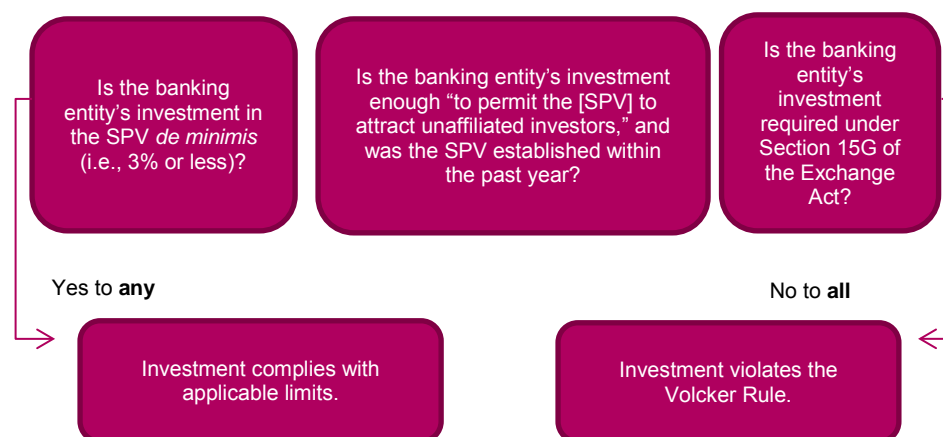 Is the banking
entity’s investment in
the SPV de minimis
(i.e., 3% or less)?
Is the banking entity’s investment
enough “to permit the [SPV] to
attract unaffiliated investors,” and
was the SPV established within
the past year?
Is the banking
entity’s
investment
required under
Section 15G of
the Exchange
Act?
Yes to any
No to all
Investment complies with
applicable limits.
Investment violates the
Volcker Rule.